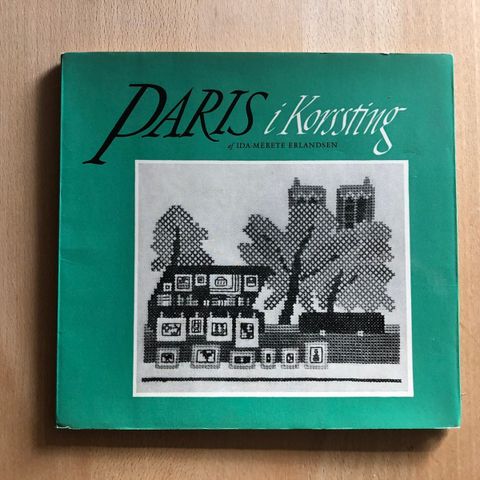 PARIS i Korssting
af IDA-MERETE ERLANDSEN